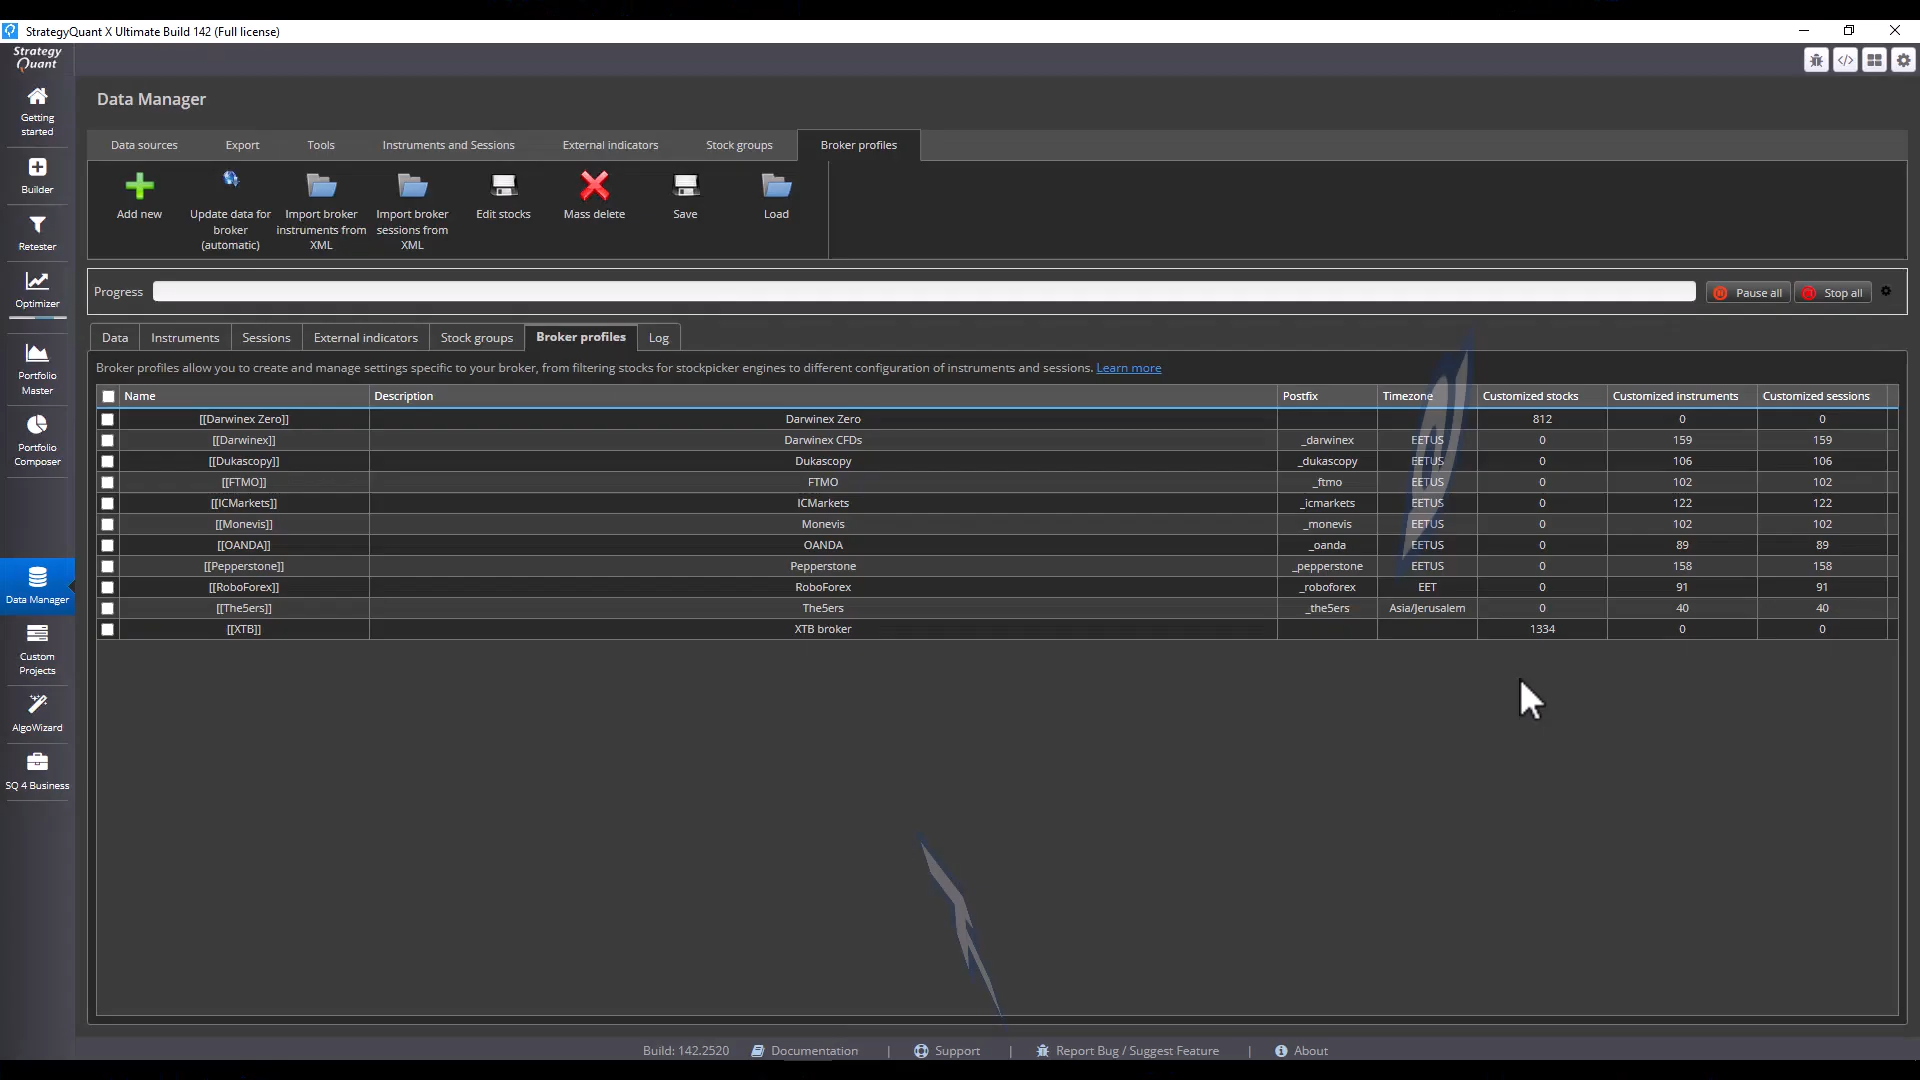 StrategyQuant X Ultimate Build 142 (Full license)
Strategy
Quant
Getting
started
Builder
Retester
Optimizer
Portfolio
Master
Portfolio
Composer
Data Manager
Custom
Projects
AlgoWizard
SQ 4 Business
Data Manager
Data sources Export Tools Instruments and Sessions External indicators Stock groups Broker profiles
Add new
Update data for
broker
(automatic)
Import broker
instruments from
XML
Import broker
sessions from
XML
Edit stocks
Mass delete
Save
Load
Progress Pause all Stop all
Data Instruments Sessions External indicators Stock groups Broker profiles Log
Broker profiles allow you to create and manage settings specific to your broker, from filtering stocks for stockpicker engines to different configuration of instruments and sessions. Learn more
Name Description Postfix Timezone Customized stocks Customized instruments Customized sessions
[[Darwinex Zero]] Darwinex Zero 812 0 0
[[Darwinex]] Darwinex CFDs _darwinex EETUS 0 159 159
[[Dukascopy]] Dukascopy _dukascopy EETUS 0 106 106
[[FTMO]] FTMO _ftmo EETUS 0 102 102
[[ICMarkets]] ICMarkets _icmarkets EETUS 0 122 122
[[Monevis]] Monevis _monevis EETUS 0 102 102
[[OANDA]] OANDA _oanda EETUS 0 89 89
[[Pepperstone]] Pepperstone _pepperstone EETUS 0 158 158
[[RoboForex]] RoboForex _roboforex EET 0 91 91
[[The5ers]] The5ers _the5ers Asia/Jerusalem 0 40 40
[[XTB]] XTB broker 1334 0 0
Build: 142.2520 Documentation | Support | Report Bug / Suggest Feature | About